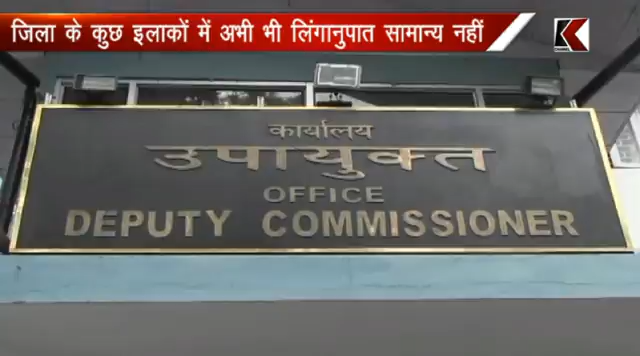 जिला के कुछ इलाकों में अभी भी लिंगानुपात सामान्य नहीं
K
कार्यालय
उपायुक्त
OFFICE
DEPUTY COMMISSIONER